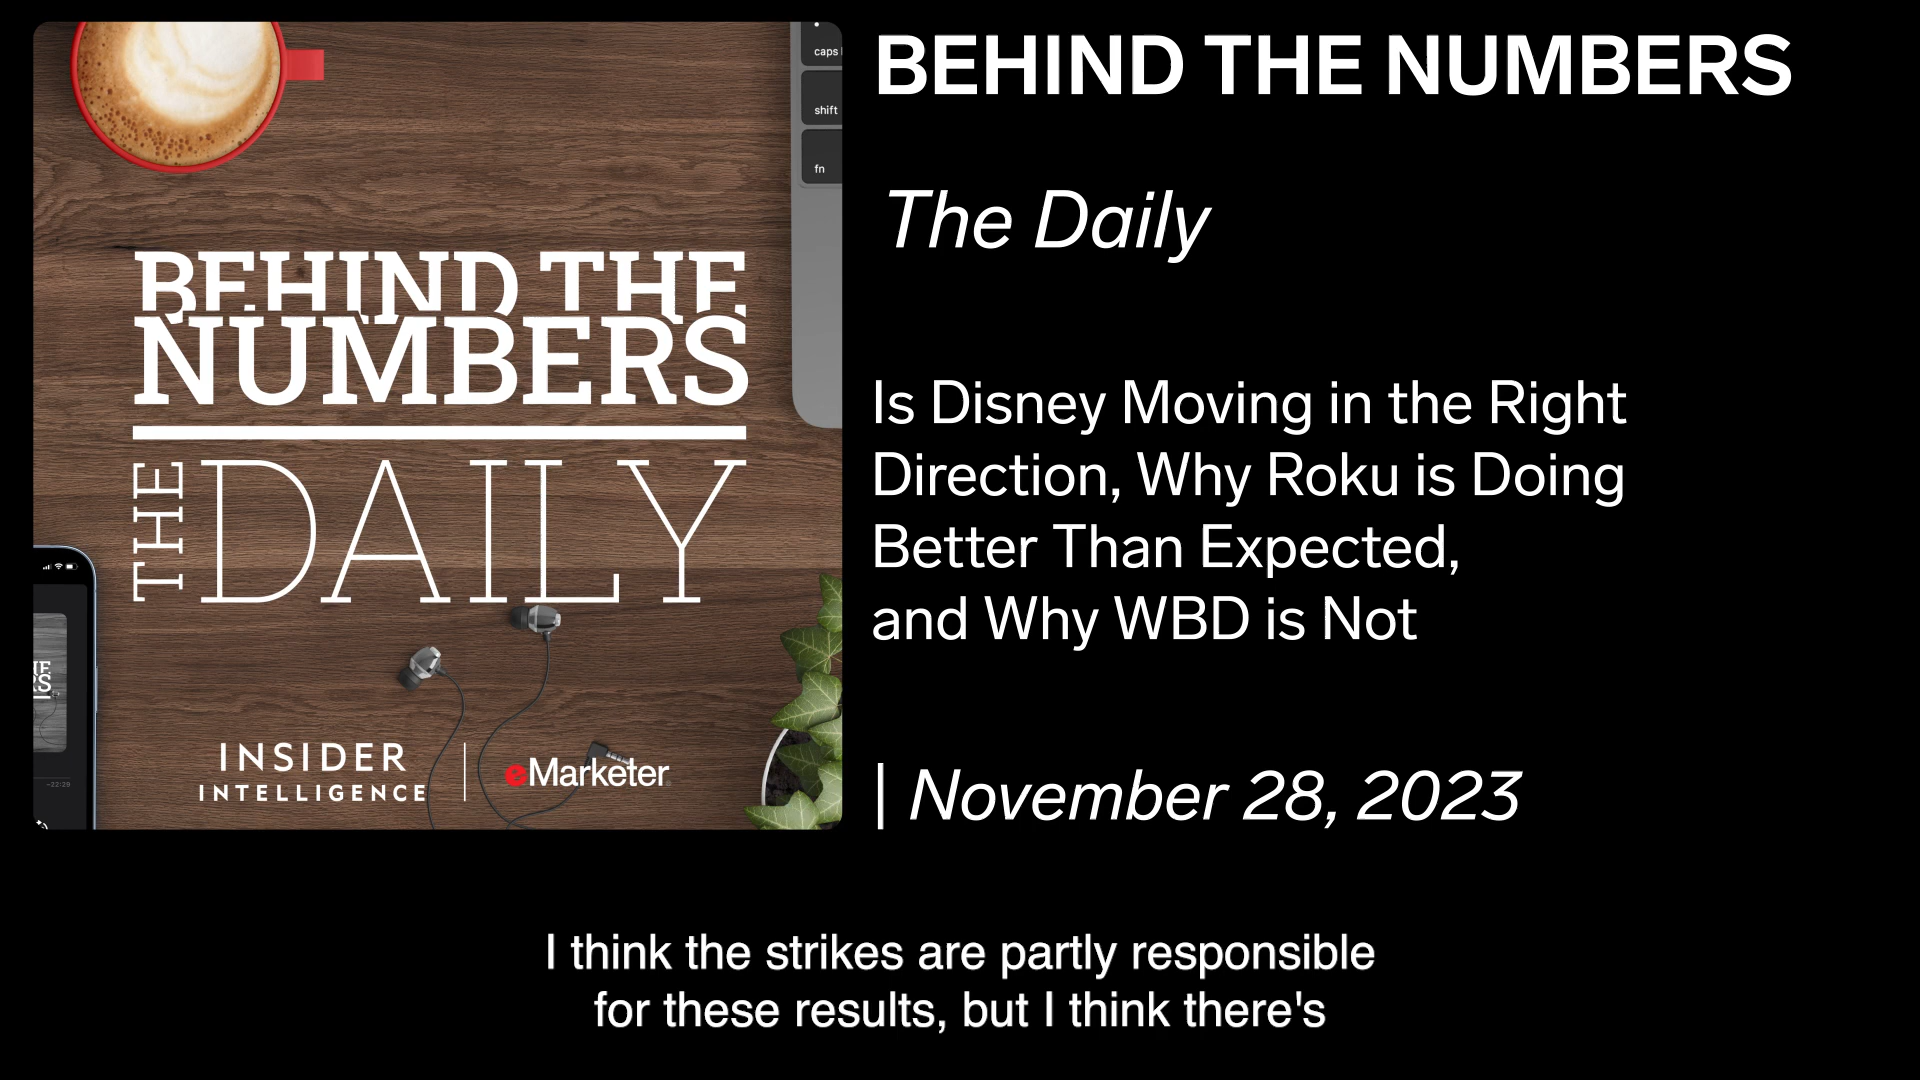 caps
shift
fn
BEHIND THE
NUMBERS
THE DAILY
-22:29
INSIDER
INTELLIGENCE
eMarketer
BEHIND THE NUMBERS
The Daily
Is Disney Moving in the Right
Direction, Why Roku is Doing
Better Than Expected,
and Why WBD is Not
| November 28, 2023
I think the strikes are partly responsible
for these results, but I think there's